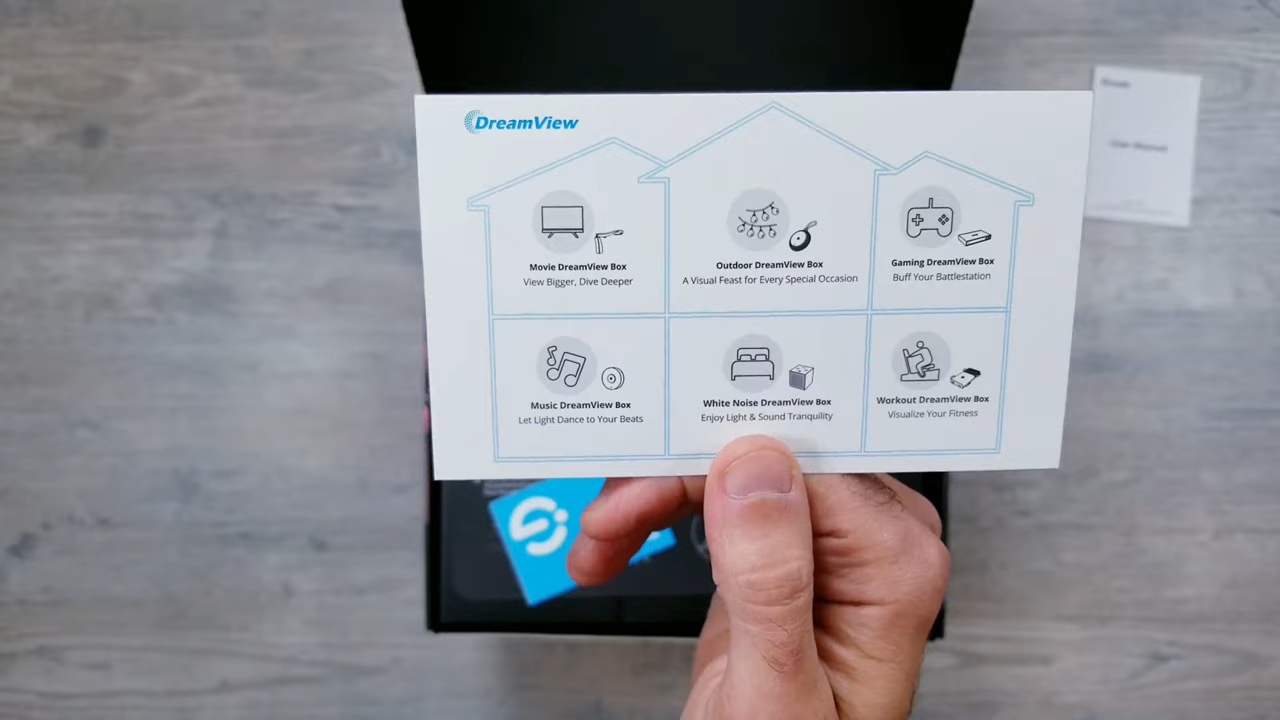 DreamView
Movie DreamView Box
View Bigger, Dive Deeper
Outdoor DreamView Box
A Visual Feast for Every Special Occasion
Gaming DreamView Box
Buff Your Battlestation
Music DreamView Box
Let Light Dance to Your Beats
White Noise DreamView Box
Enjoy Light & Sound Tranquility
Workout DreamView Box
Visualize Your Fitness
User Manual